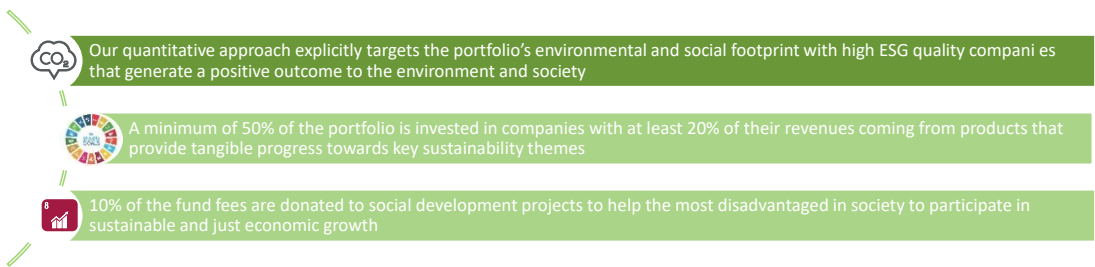 CO2
Our quantitative approach explicitly targets the portfolio's environmental and social footprint with high ESG quality compani es
that generate a positive outcome to the environment and society
A minimum of 50% of the portfolio is invested in companies with at least 20% of their revenues coming from products that
provide tangible progress towards key sustainability themes
8
10% of the fund fees are donated to social development projects to help the most disadvantaged in society to participate in
sustainable and just economic growth